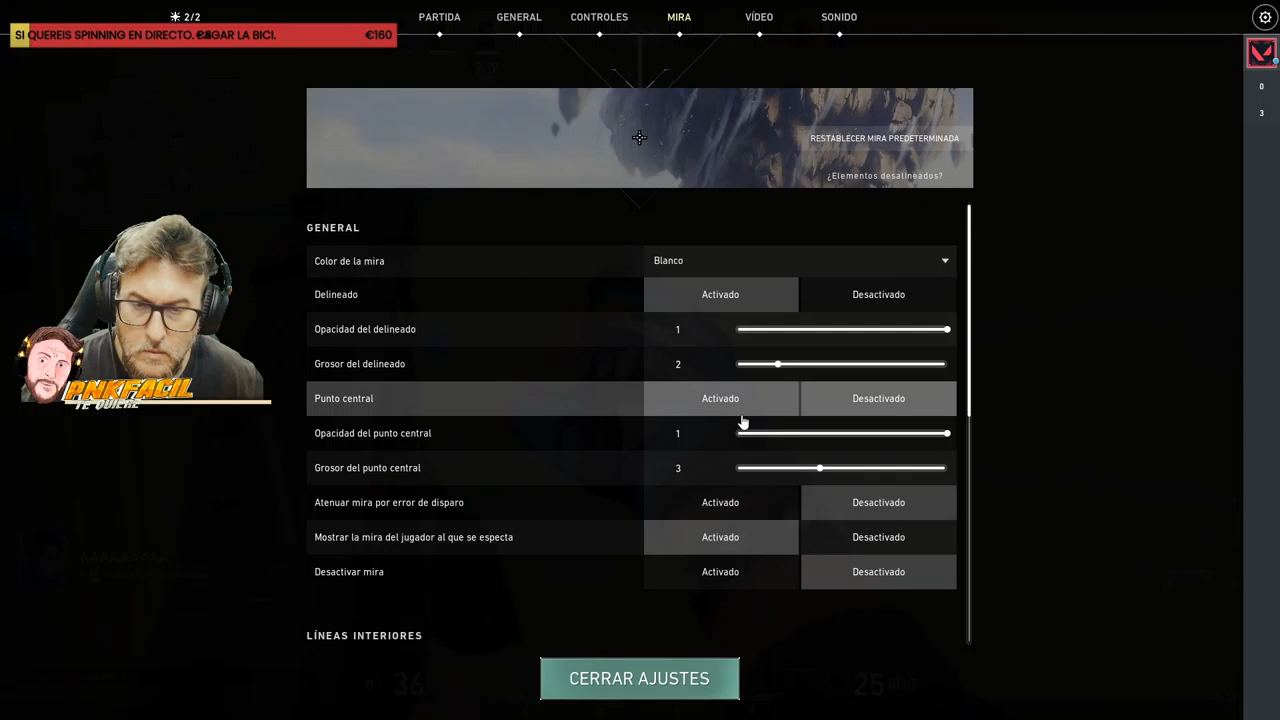 2/2
PARTIDA
GENERAL
CONTROLES
MIRA
VÍDEO
SONIDO
SI QUEREIS SPINNING EN DIRECTO. PAGAR LA BICI.
€160
0
3
RESTABLECER MIRA PREDETERMINADA
¿Elementos desalineados?
GENERAL
Color de la mira Blanco
Delineado Activado Desactivado
Opacidad del delineado 1
Grosor del delineado 2
Punto central Activado Desactivado
Opacidad del punto central 1
Grosor del punto central 3
Atenuar mira por error de disparo Activado Desactivado
Mostrar la mira del jugador al que se especta Activado Desactivado
Desactivar mira Activado Desactivado
LÍNEAS INTERIORES
PNKFACIL
TE QUIERE
AAAAAAAAA
36
25
CERRAR AJUSTES